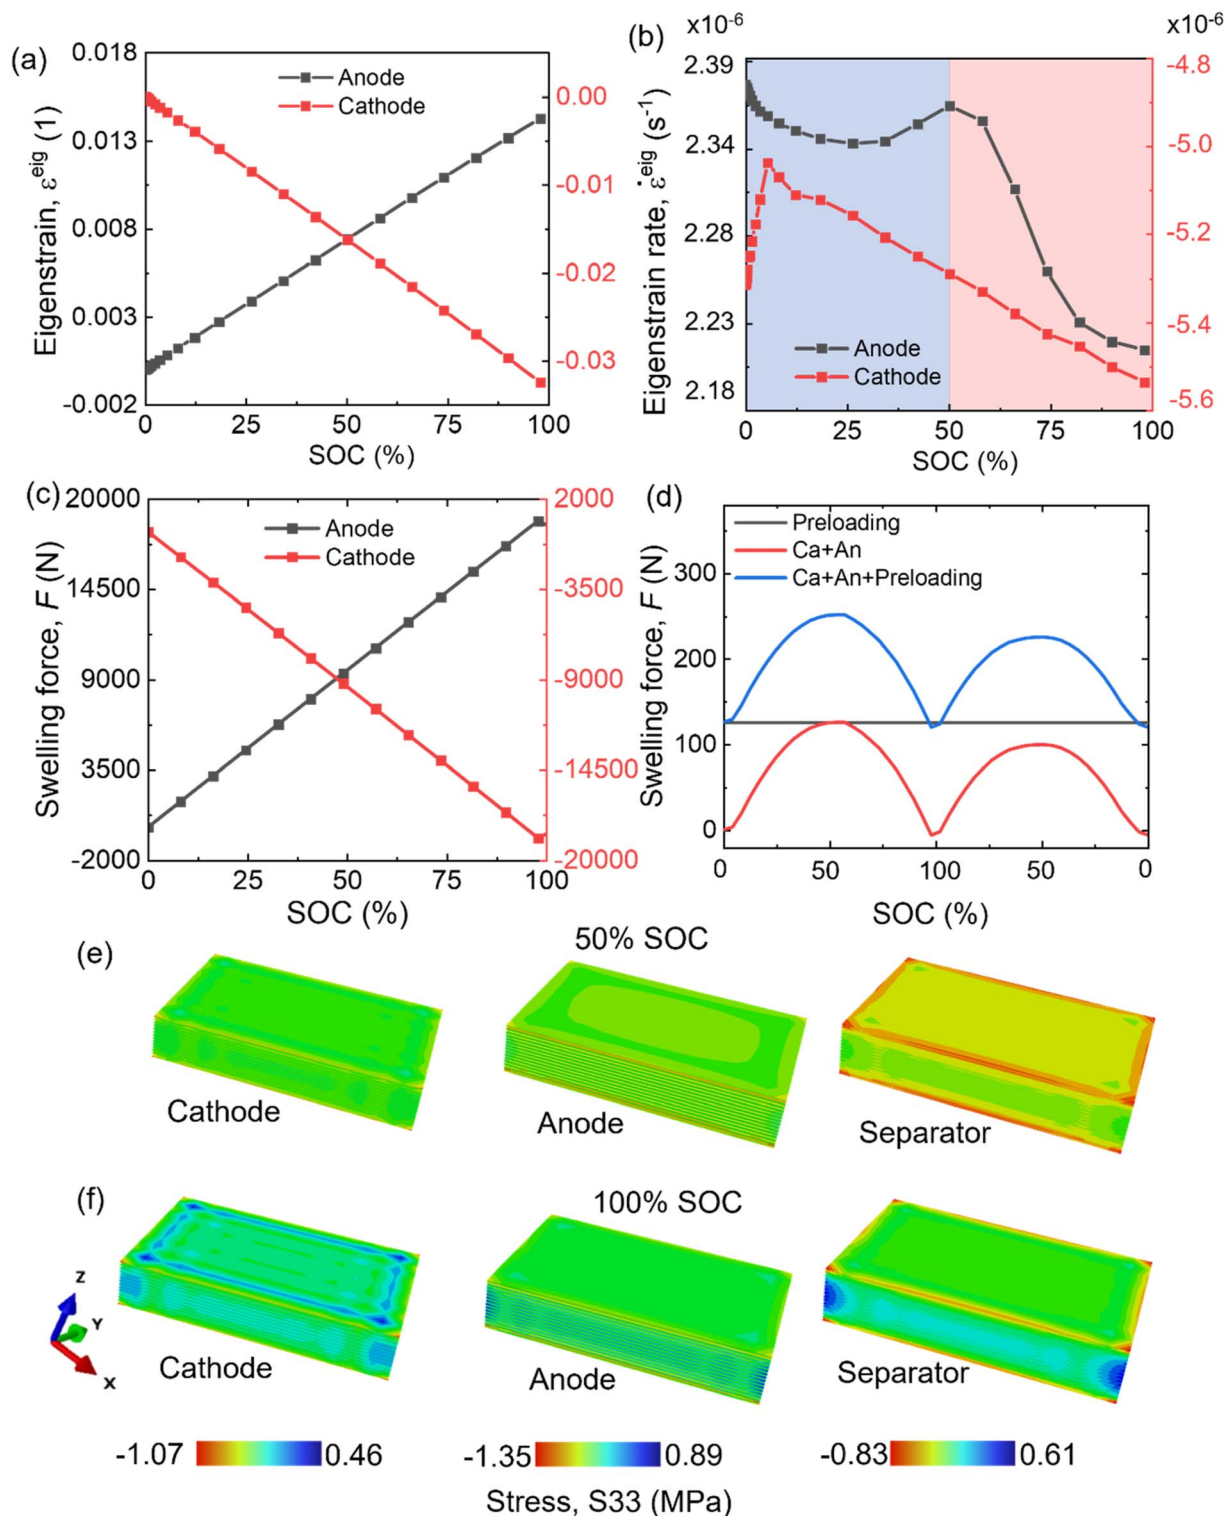 (a)
0.018
0.013
0.008
0.003
-0.002
Eigenstrain, ε^eig (1)
Anode
Cathode
0.00
-0.01
-0.02
-0.03
0 25 50 75 100
SOC (%)
(b)
x10^-6 x10^-6
2.39
2.34
2.28
2.23
2.18
Eigenstrain rate, ε̇^eig (s^-1)
Anode
Cathode
-4.8
-5.0
-5.2
-5.4
-5.6
0 25 50 75 100
SOC (%)
(c)
20000
14500
9000
3500
-2000
Swelling force, F (N)
Anode
Cathode
2000
-3500
-9000
-14500
-20000
0 25 50 75 100
SOC (%)
(d)
Preloading
Ca+An
Ca+An+Preloading
300
200
100
0
Swelling force, F (N)
0 50 100 50 0
SOC (%)
(e)
50% SOC
Cathode Anode Separator
(f)
100% SOC
Z
Y
X
Cathode Anode Separator
-1.07 0.46 -1.35 0.89 -0.83 0.61
Stress, S33 (MPa)